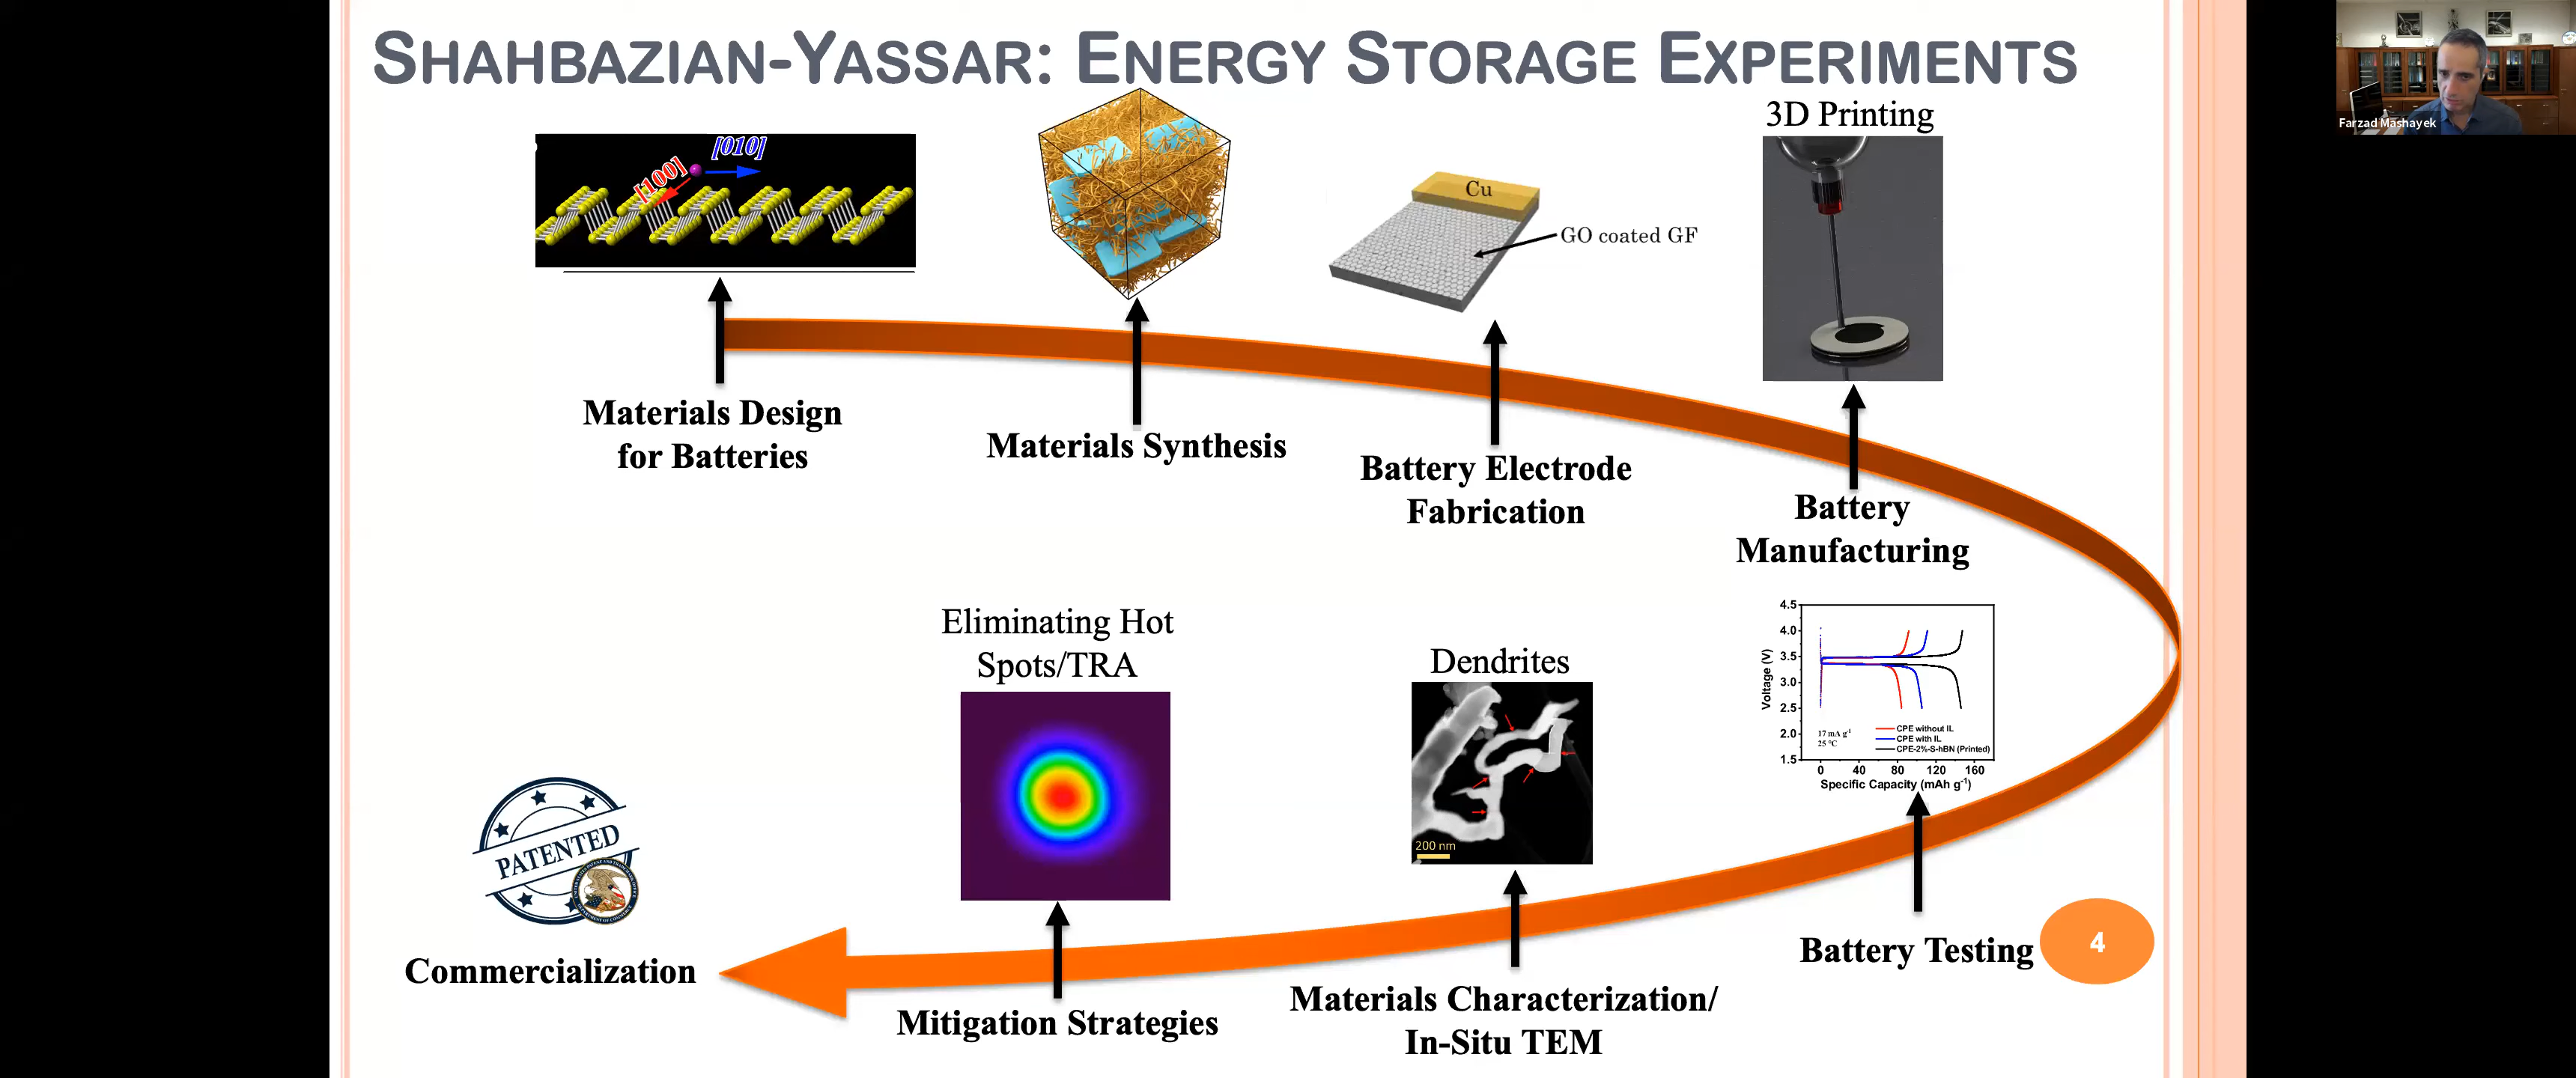 SHAHBAZIAN-YASSAR: ENERGY STORAGE EXPERIMENTS
Farzad Mashayek
[010]
[100]
Cu
GO coated GF
3D Printing
Materials Design
for Batteries
Materials Synthesis
Battery Electrode
Fabrication
Battery
Manufacturing
4.5
4.0
3.5
3.0
2.5
2.0
1.5
Voltage (V)
17 mA g-1
25 °C
CPE without IL
CPE with IL
CPE-2%-S-hBN (Printed)
0 40 80 120 160
Specific Capacity (mAh g-1)
Battery Testing
Dendrites
200 nm
Materials Characterization/
In-Situ TEM
Eliminating Hot
Spots/TRA
Mitigation Strategies
PATENTED
Commercialization
4